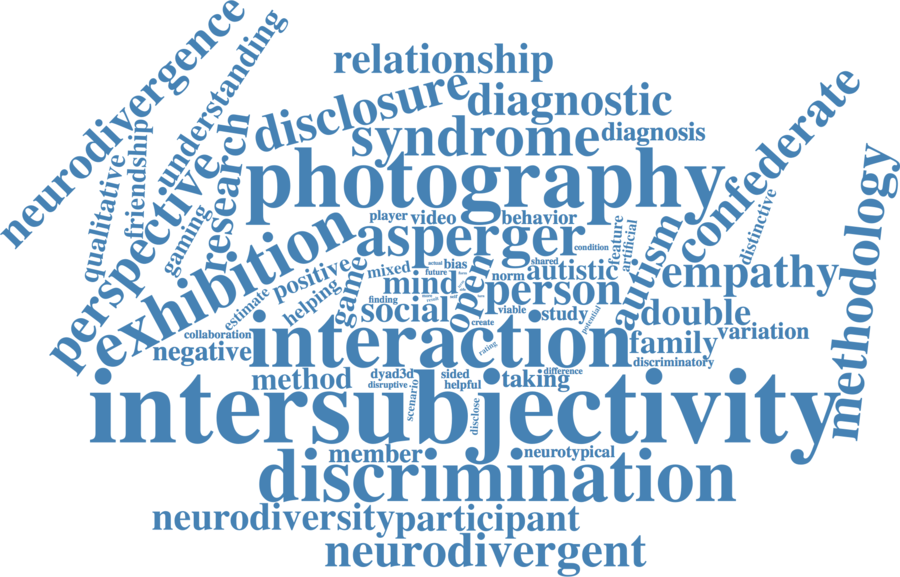 neurodivergence
understanding
relationship
disclosure
diagnostic
syndrome
diagnosis
confederate
friendship
qualitative
perspective
research
photography
methodology
gaming
exhibition
player
video
behavior
asperger
condition
feature
artificial
distinctive
autism
empathy
positive
mixed
actual
bias
shared
norm
autistic
future
mind
open
person
estimate
helping
game
finding
social
viable
study
potential
double
variation
collaboration
create
negative
interaction
family
rating
discriminatory
method
dyad3d
sided
taking
difference
disruptive
helpful
scenario
disclose
intersubjectivity
member
neurotypical
discrimination
neurodiversity
participant
neurodivergent